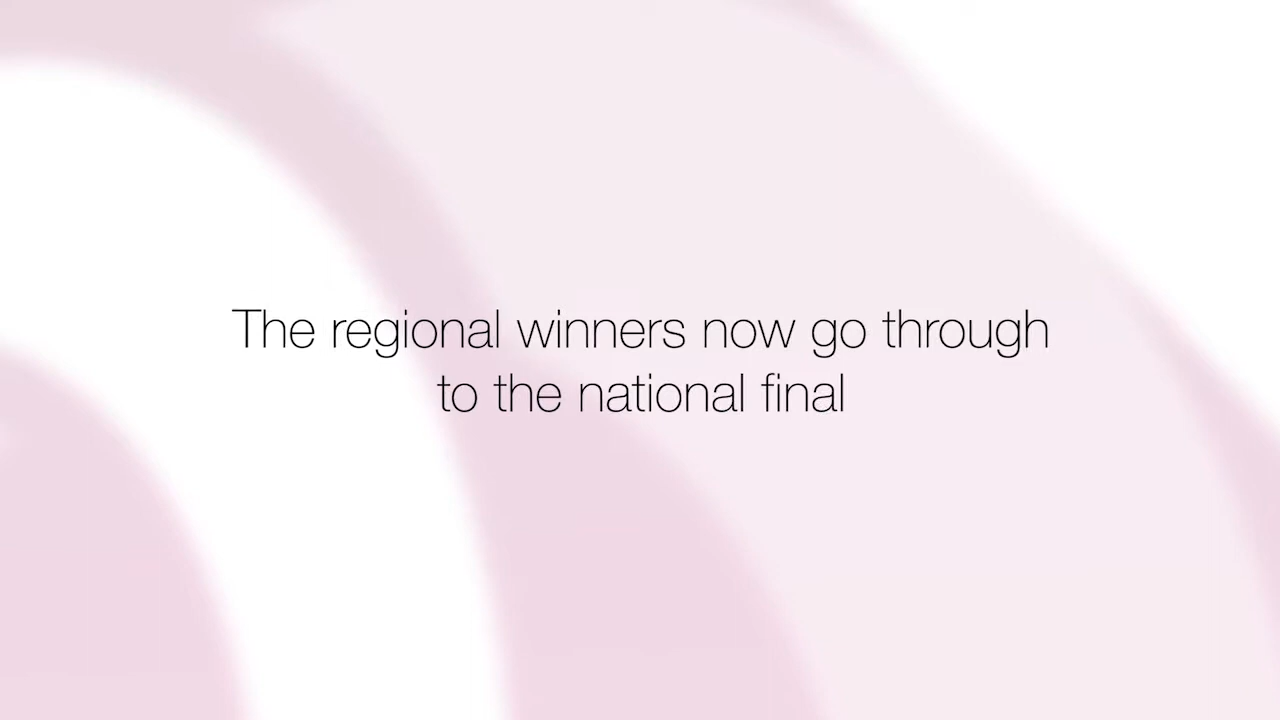 The regional winners now go through
to the national final